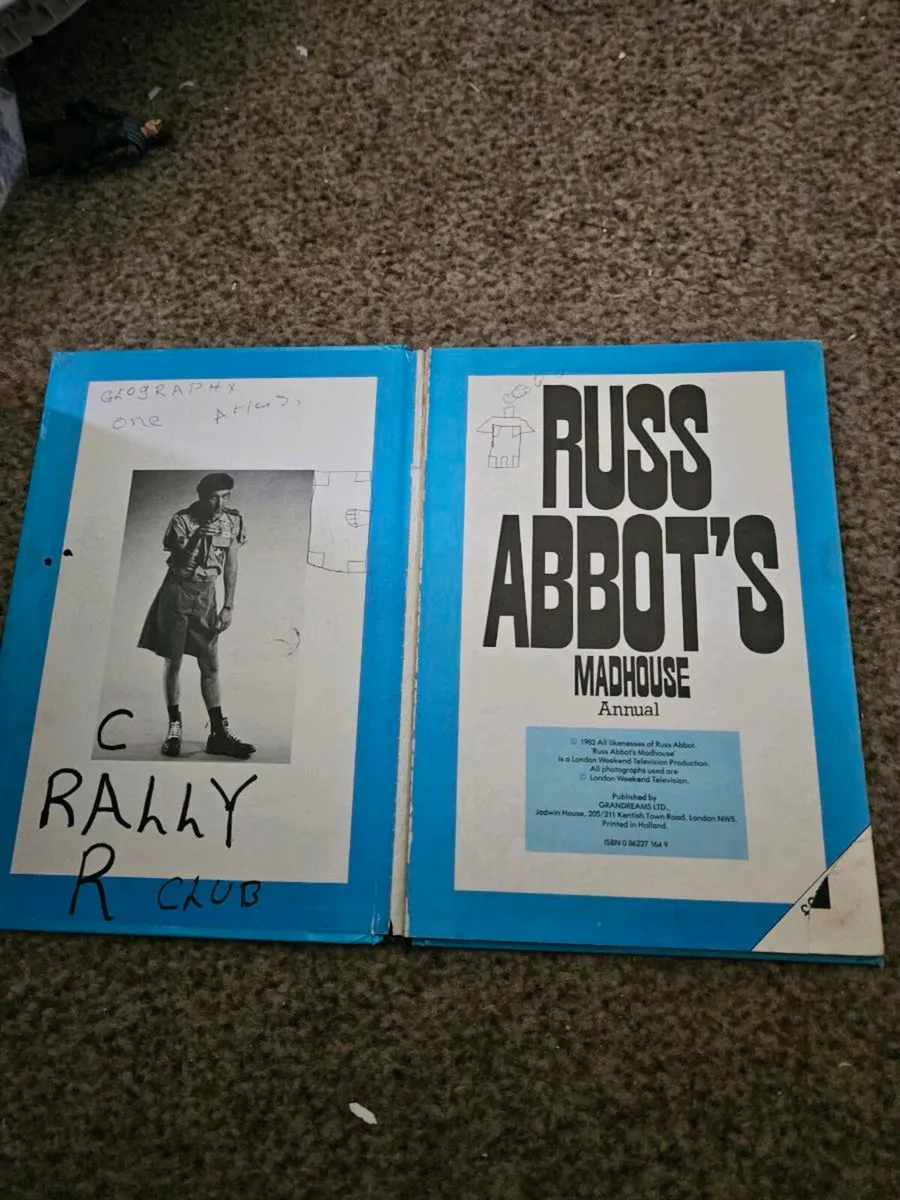 GEOGRAPHY
one Atlas,
C
RALLY
R CLUB
RUSS
ABBOT'S
MADHOUSE
Annual
© 1983 All likenesses of Russ Abbot.
'Russ Abbot's Madhouse'
is a London Weekend Television Production.
All photographs used are
© London Weekend Television.
Published by
GRANDREAMS LTD.,
Jadwin House, 205/211 Kentish Town Road, London NW5.
Printed in Holland.
ISBN 0 86227 164 9